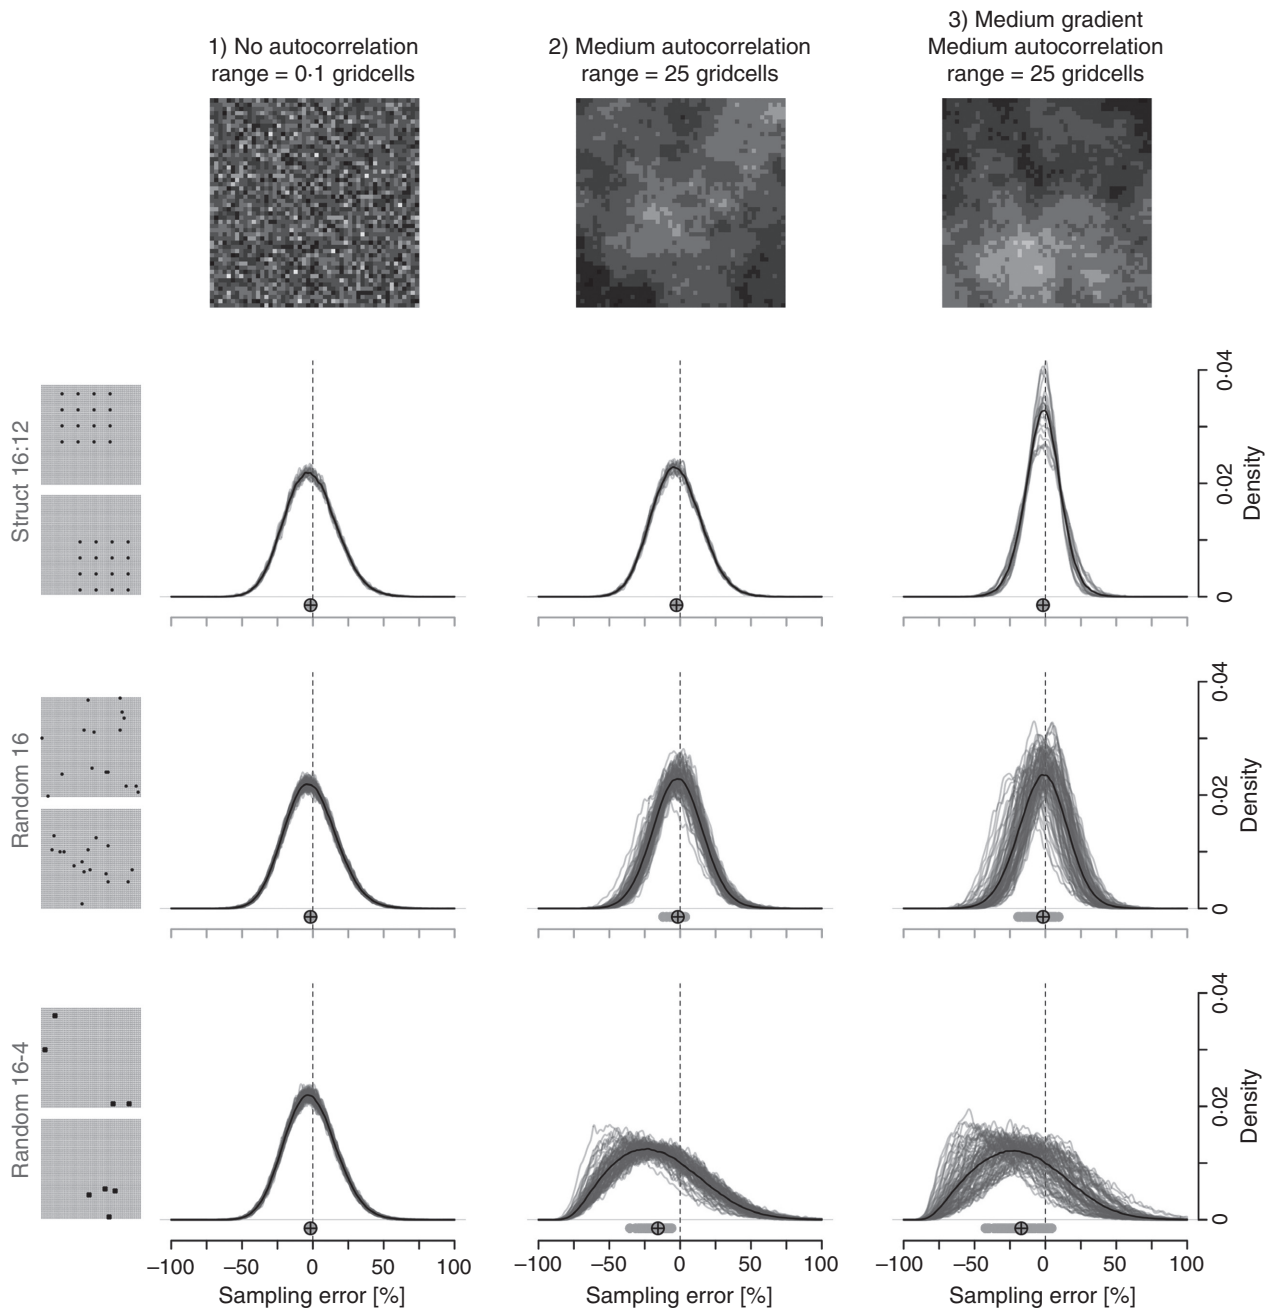 1) No autocorrelation
range = 0·1 gridcells
2) Medium autocorrelation
range = 25 gridcells
3) Medium gradient
Medium autocorrelation
range = 25 gridcells
Struct 16:12
0·04
0·02
0
Density
Random 16
0·04
0·02
0
Density
Random 16-4
0·04
0·02
0
Density
–100 –50 0 50 100
–100 –50 0 50 100
–100 –50 0 50 100
Sampling error [%]
Sampling error [%]
Sampling error [%]